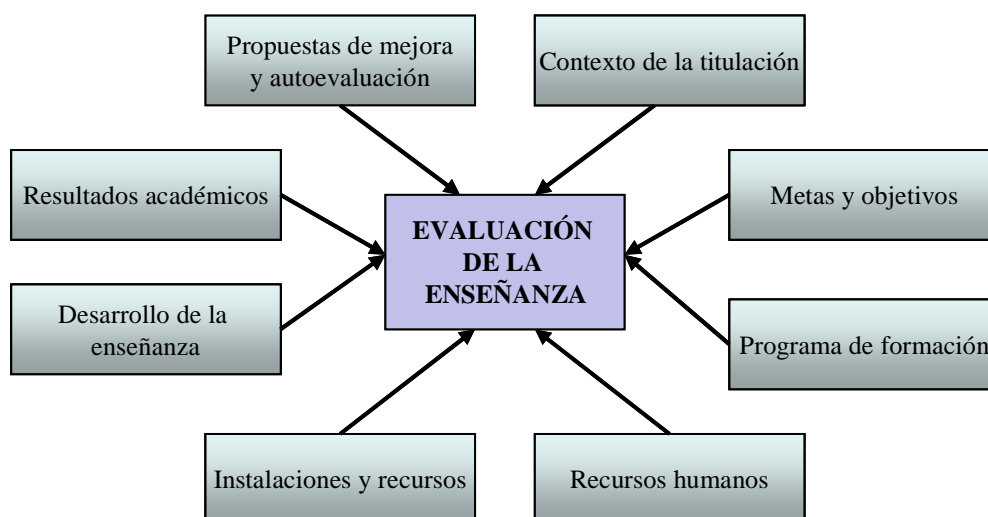 Propuestas de mejora
y autoevaluación
Contexto de la titulación
Resultados académicos
Metas y objetivos
EVALUACIÓN
DE LA
ENSEÑANZA
Desarrollo de la
enseñanza
Programa de formación
Instalaciones y recursos
Recursos humanos